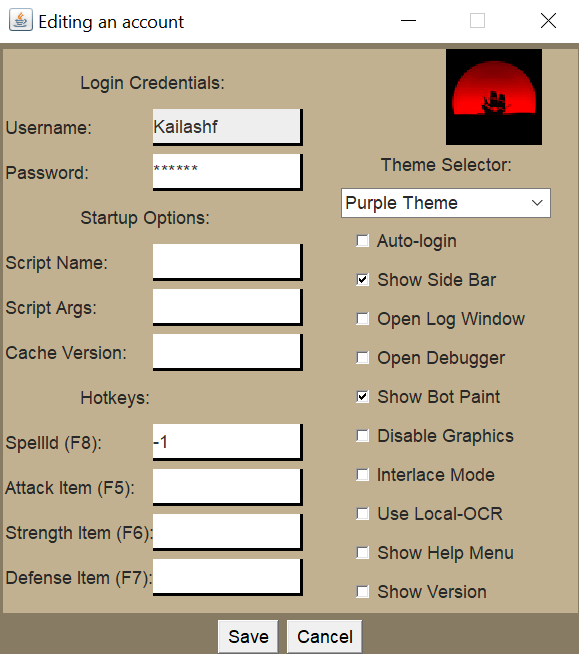 Editing an account
Login Credentials:
Username: Kailashf
Password: ******
Startup Options:
Script Name:
Script Args:
Cache Version:
Hotkeys:
SpellId (F8): -1
Attack Item (F5):
Strength Item (F6):
Defense Item (F7):
Theme Selector:
Purple Theme
Auto-login
Show Side Bar
Open Log Window
Open Debugger
Show Bot Paint
Disable Graphics
Interlace Mode
Use Local-OCR
Show Help Menu
Show Version
Save Cancel